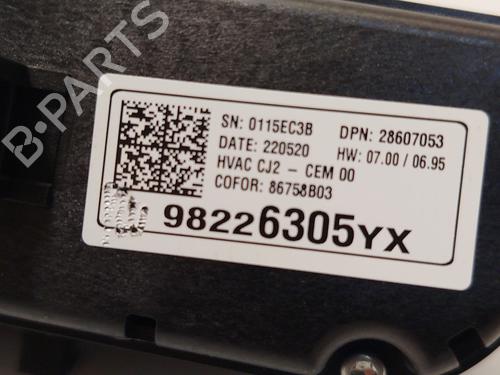 B-PARTS
SN: 0115EC3B DPN: 28607053
DATE: 220520 HW: 07.00 / 06.95
HVAC CJ2 - CEM 00
COFOR: 86758B03
98226305YX